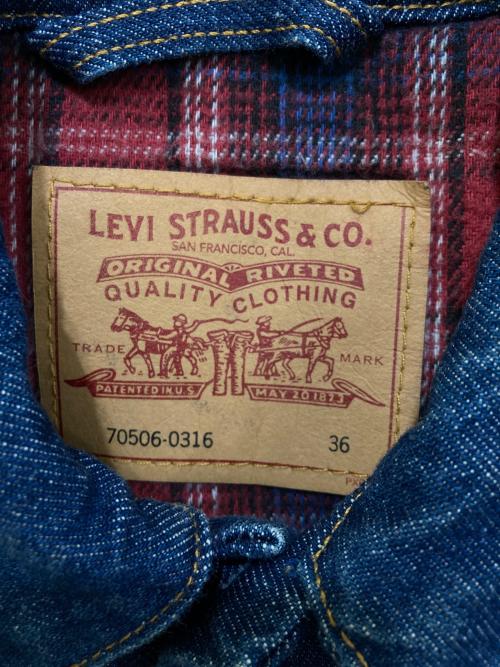 LEVI STRAUSS & CO.
SAN FRANCISCO, CAL.
ORIGINAL RIVETED
QUALITY CLOTHING
TRADE MARK
PATENTED IN U.S. MAY 20 1873
70506-0316 36